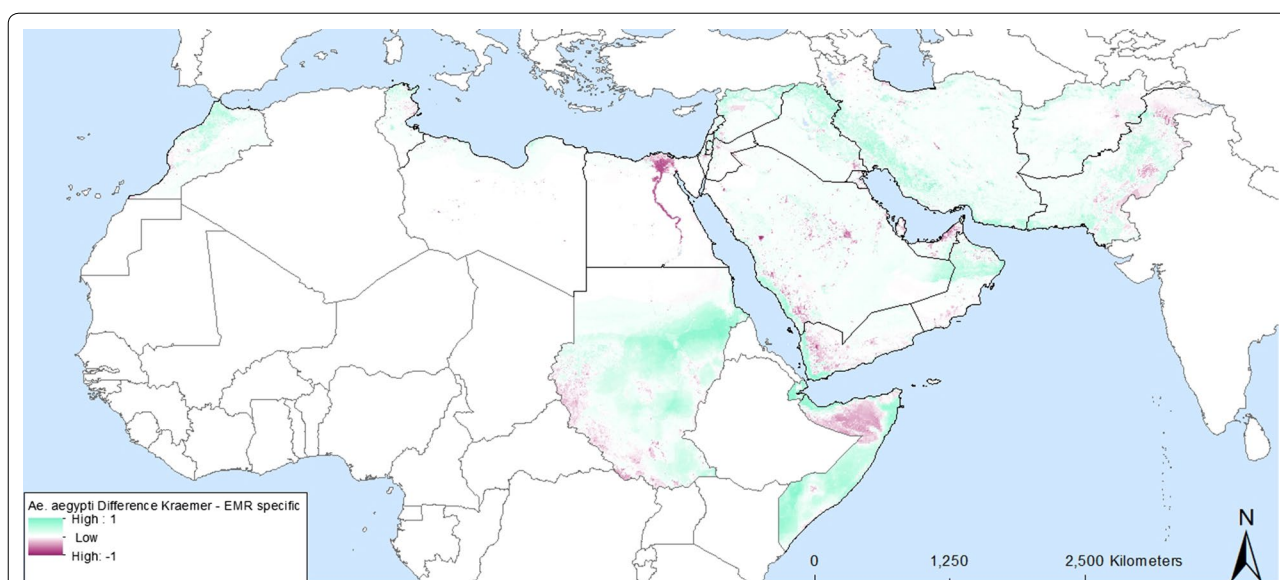 Ae. aegypti Difference Kraemer - EMR specific
High : 1
Low
High: -1
N
0 1,250 2,500 Kilometers